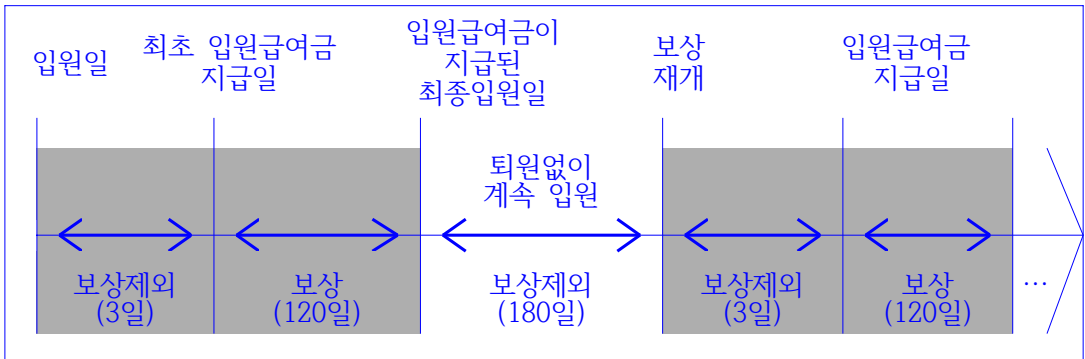 입원일
최초 입원급여금
지급일
입원급여금이
지급된
최종입원일
보상
재개
입원급여금
지급일
퇴원없이
계속 입원
보상제외
(3일)
보상
(120일)
보상제외
(180일)
보상제외
(3일)
보상
(120일)
…